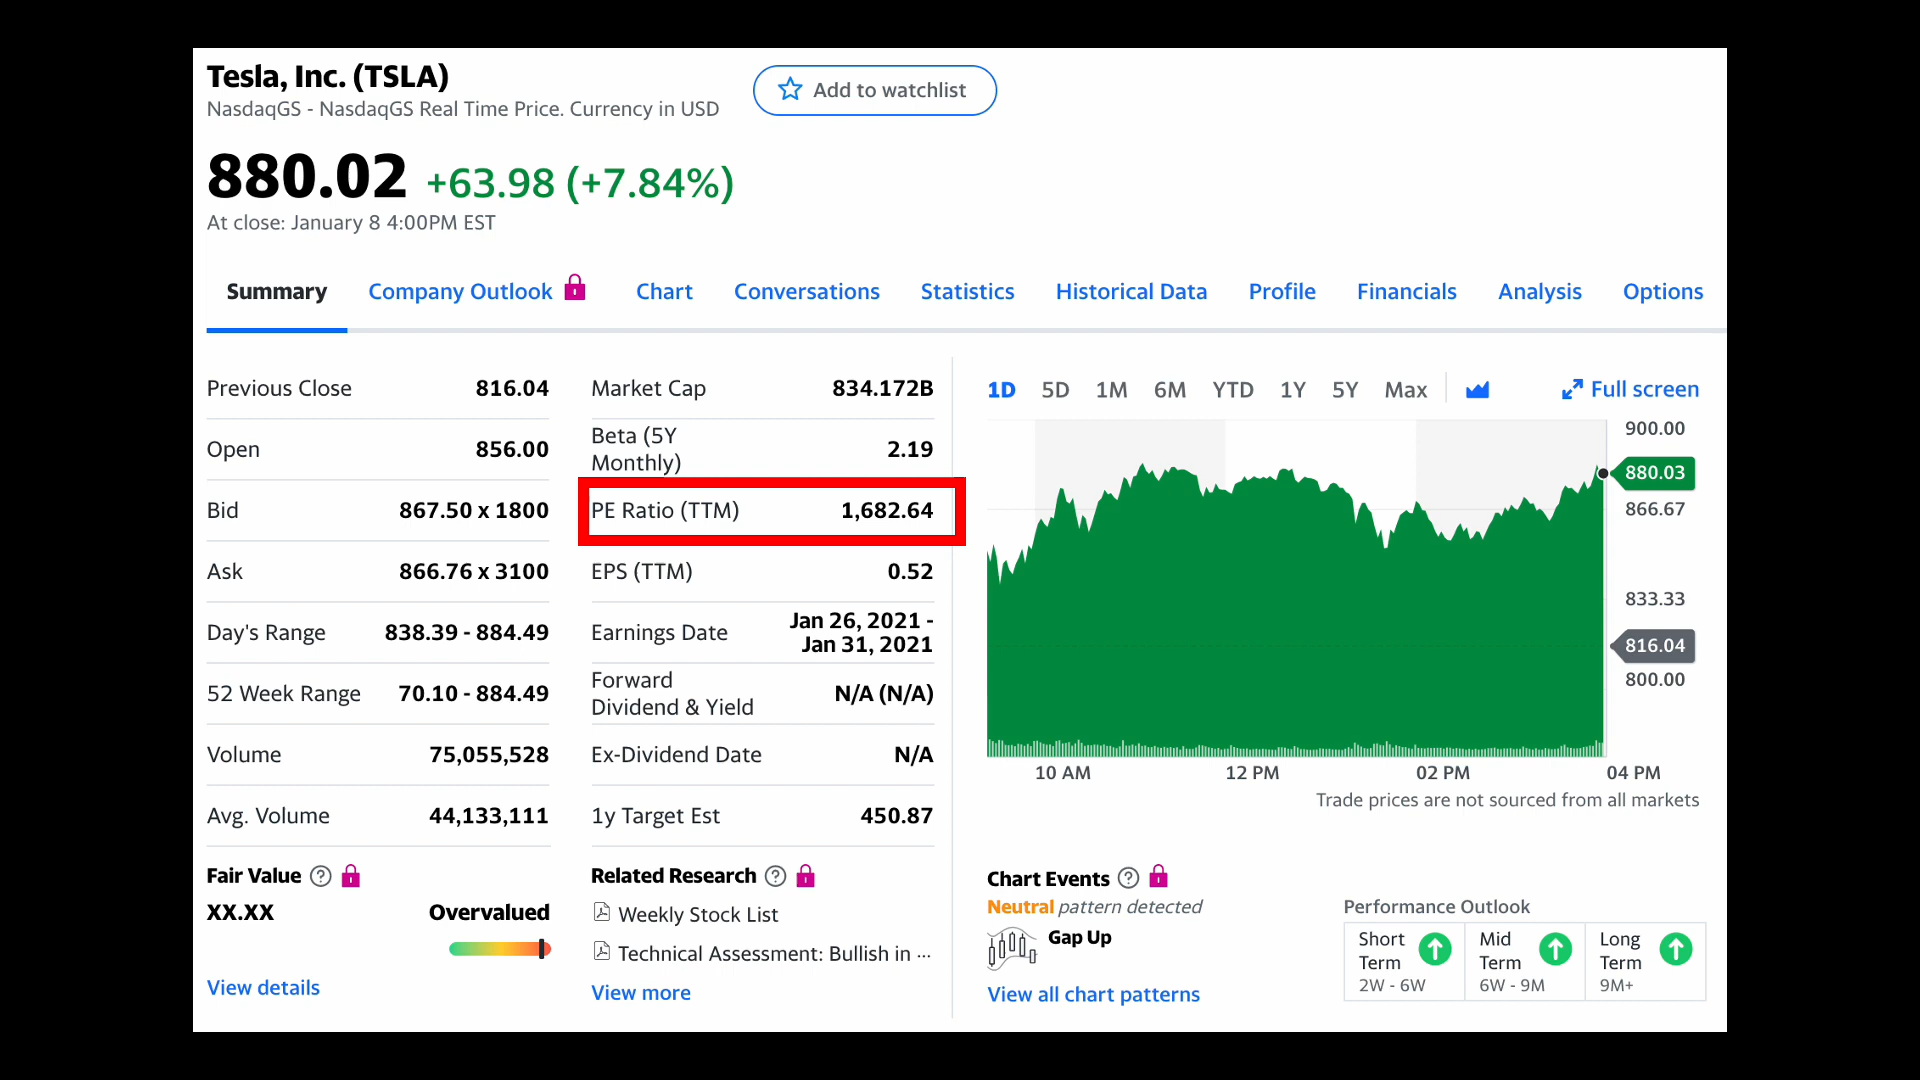 Tesla, Inc. (TSLA)
NasdaqGS - NasdaqGS Real Time Price. Currency in USD
Add to watchlist
880.02 +63.98 (+7.84%)
At close: January 8 4:00PM EST
Summary Company Outlook Chart Conversations Statistics Historical Data Profile Financials Analysis Options
Previous Close 816.04
Open 856.00
Bid 867.50 x 1800
Ask 866.76 x 3100
Day's Range 838.39 - 884.49
52 Week Range 70.10 - 884.49
Volume 75,055,528
Avg. Volume 44,133,111
Market Cap 834.172B
Beta (5Y
Monthly) 2.19
PE Ratio (TTM) 1,682.64
EPS (TTM) 0.52
Earnings Date Jan 26, 2021 -
Jan 31, 2021
Forward
Dividend & Yield N/A (N/A)
Ex-Dividend Date N/A
1y Target Est 450.87
1D 5D 1M 6M YTD 1Y 5Y Max Full screen
900.00
880.03
866.67
833.33
816.04
800.00
10 AM 12 PM 02 PM 04 PM
Trade prices are not sourced from all markets
Fair Value ?
XX.XX Overvalued
View details
Related Research ?
Weekly Stock List
Technical Assessment: Bullish in ...
View more
Chart Events ?
Neutral pattern detected
Gap Up
View all chart patterns
Performance Outlook
Short
Term
2W - 6W
Mid
Term
6W - 9M
Long
Term
9M+